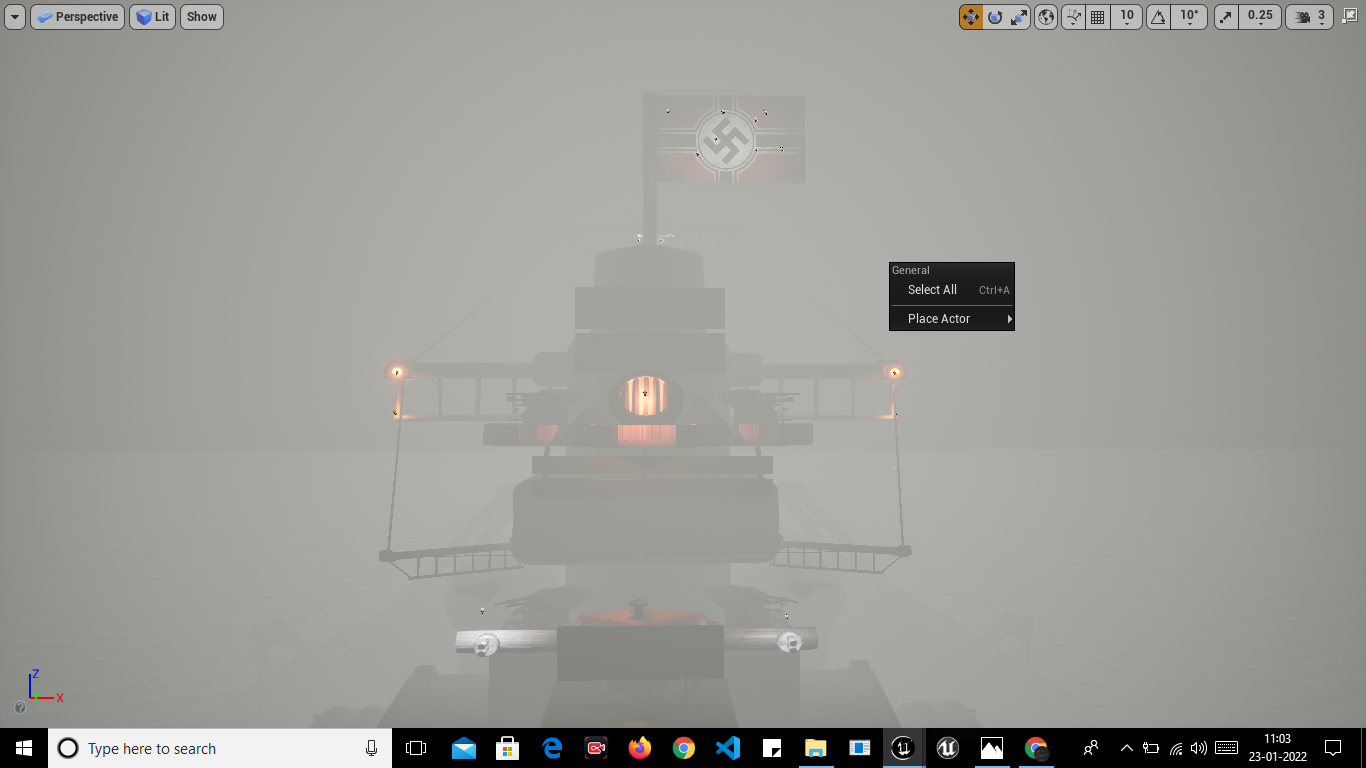 Perspective Lit Show 10 10° 0.25 3
General
Select All Ctrl+A
Place Actor
Z
X
?
Type here to search
11:03
23-01-2022